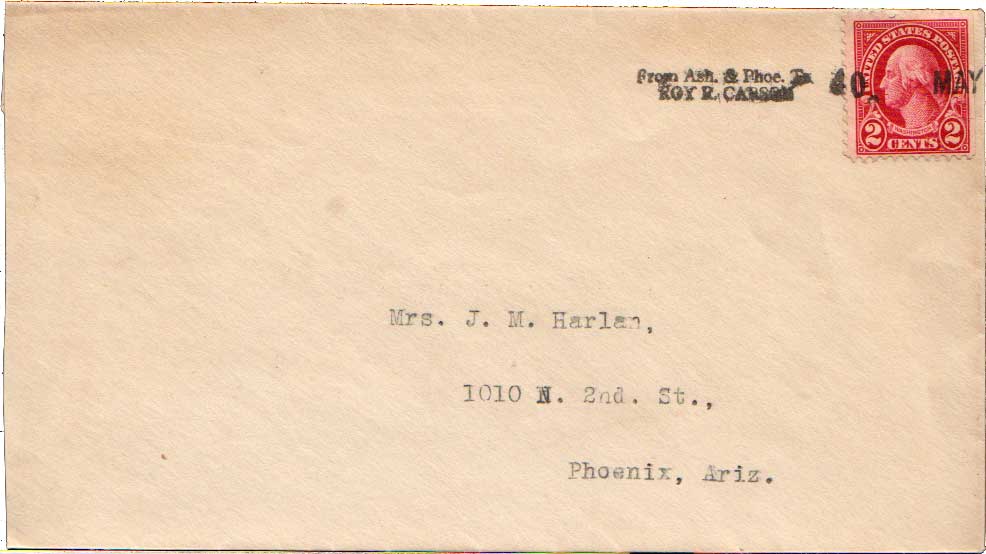 UNITED STATES POSTAGE
From Ash. & Phoe. Ts
ROY R. CARSON
40 MAY
WASHINGTON
2 CENTS 2
Mrs. J. M. Harlan,
1010 N. 2nd. St.,
Phoenix, Ariz.